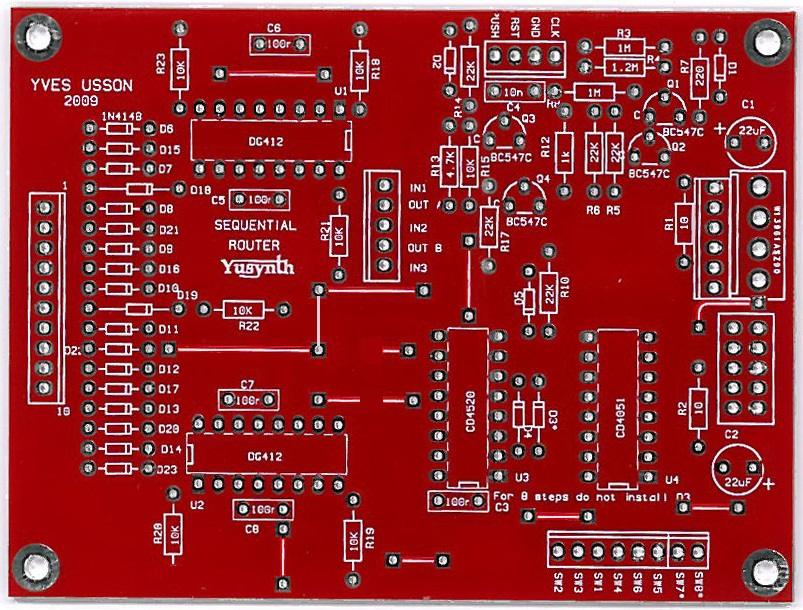 C6
100n
R23
10K
R18
10K
U1
YVES USSON
2009
1N4148
DG412
D6
D15
D7
D18
D8
D21
D9
D16
D10
D19
D11
D12
D17
D13
D20
D14
D23
1
10
C5
100n
SEQUENTIAL
ROUTER
Yusynth
R21
10K
10K
R22
IN1
OUT A
IN2
OUT B
IN3
C7
100n
DG412
U2
100n
C8
R20
10K
R19
10K
D2
22K
R14
PUSH
RST
GND
CLK
10n
C4
R3
1M
1.2M
1M
R7
220
D1
Q1
C
BC547C
Q2
BC547C
C1
+
22uF
Q3
BC547C
R13
4.7K
10K
R15
R12
1k
22K
22K
R6
R5
Q4
BC547C
22K
R17
R1
10
D5
22K
R10
CD4520
U3
100n
C3
D4
D3*
CD4051
U4
For 8 steps do not install D3
R2
10
C2
22uF
+
SW2
SW3
SW1
SW4
SW6
SW5
SW7*
SW8*